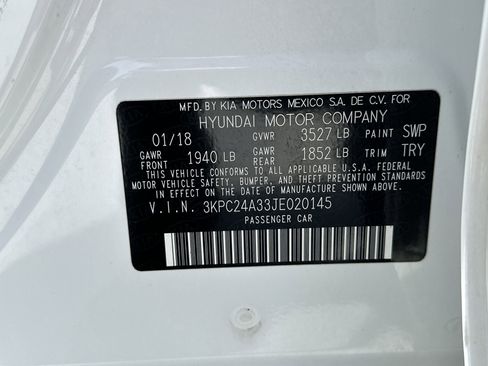 MFD. BY KIA MOTORS MEXICO S.A. DE C.V. FOR
HYUNDAI MOTOR COMPANY
01/18 GVWR 3527 LB PAINT SWP
GAWR FRONT 1940 LB GAWR REAR 1852 LB TRIM TRY
THIS VEHICLE CONFORMS TO ALL APPLICABLE U.S.A. FEDERAL
MOTOR VEHICLE SAFETY, BUMPER, AND THEFT PREVENTION STANDARDS
IN EFFECT ON THE DATE OF MANUFACTURE SHOWN ABOVE.
V.I.N. 3KPC24A33JE020145
PASSENGER CAR